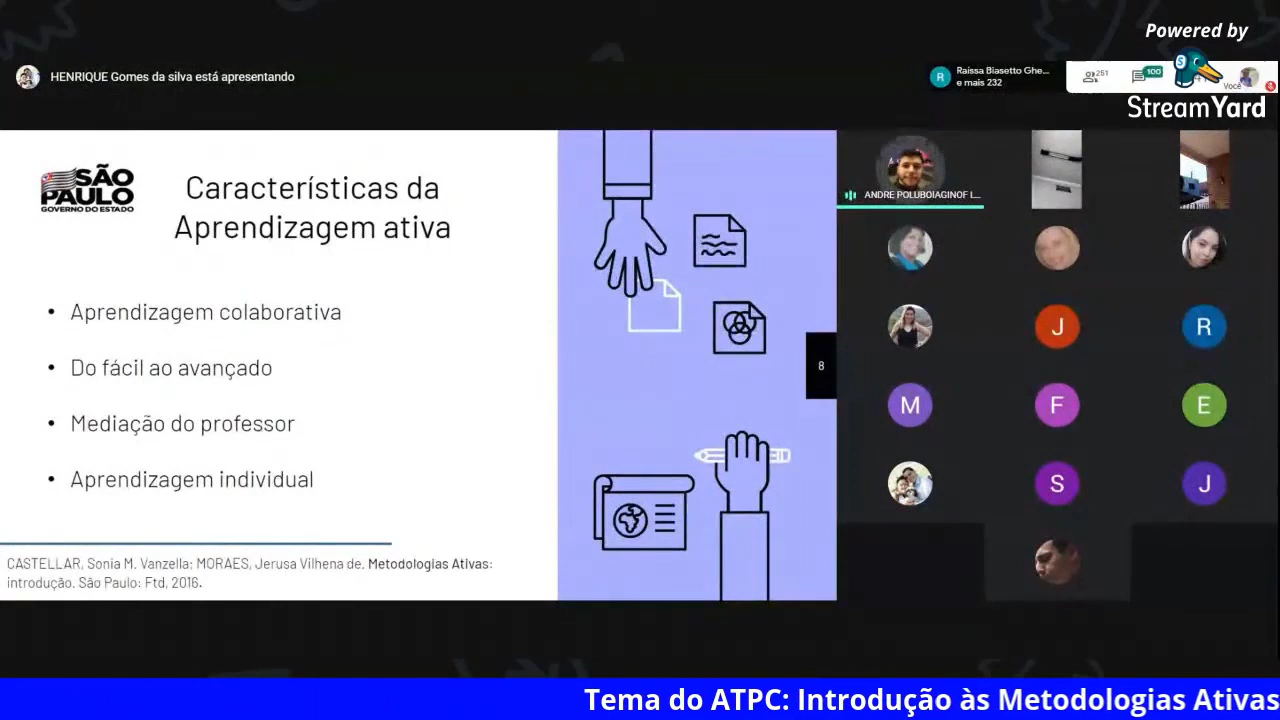 Powered by
StreamYard
HENRIQUE Gomes da silva está apresentando
R
Raissa Biasetto Ghe...
e mais 232
261
100
Você
SÃO
PAULO
GOVERNO DO ESTADO
Características da
Aprendizagem ativa
• Aprendizagem colaborativa
• Do fácil ao avançado
• Mediação do professor
• Aprendizagem individual
CASTELLAR, Sonia M. Vanzella; MORAES, Jerusa Vilhena de. Metodologias Ativas:
introdução. São Paulo: Ftd, 2016.
8
ANDRE POLUBOIAGINOF L...
J
R
M
F
E
S
J
Tema do ATPC: Introdução às Metodologias Ativas